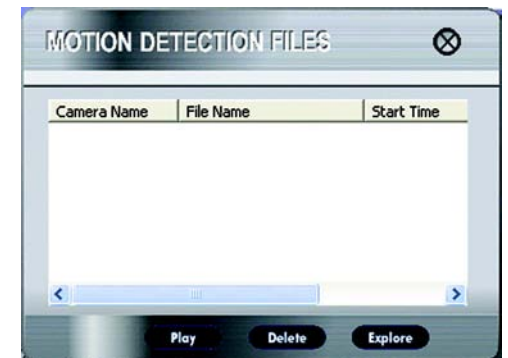 MOTION DETECTION FILES
Camera Name File Name Start Time
Play Delete Explore